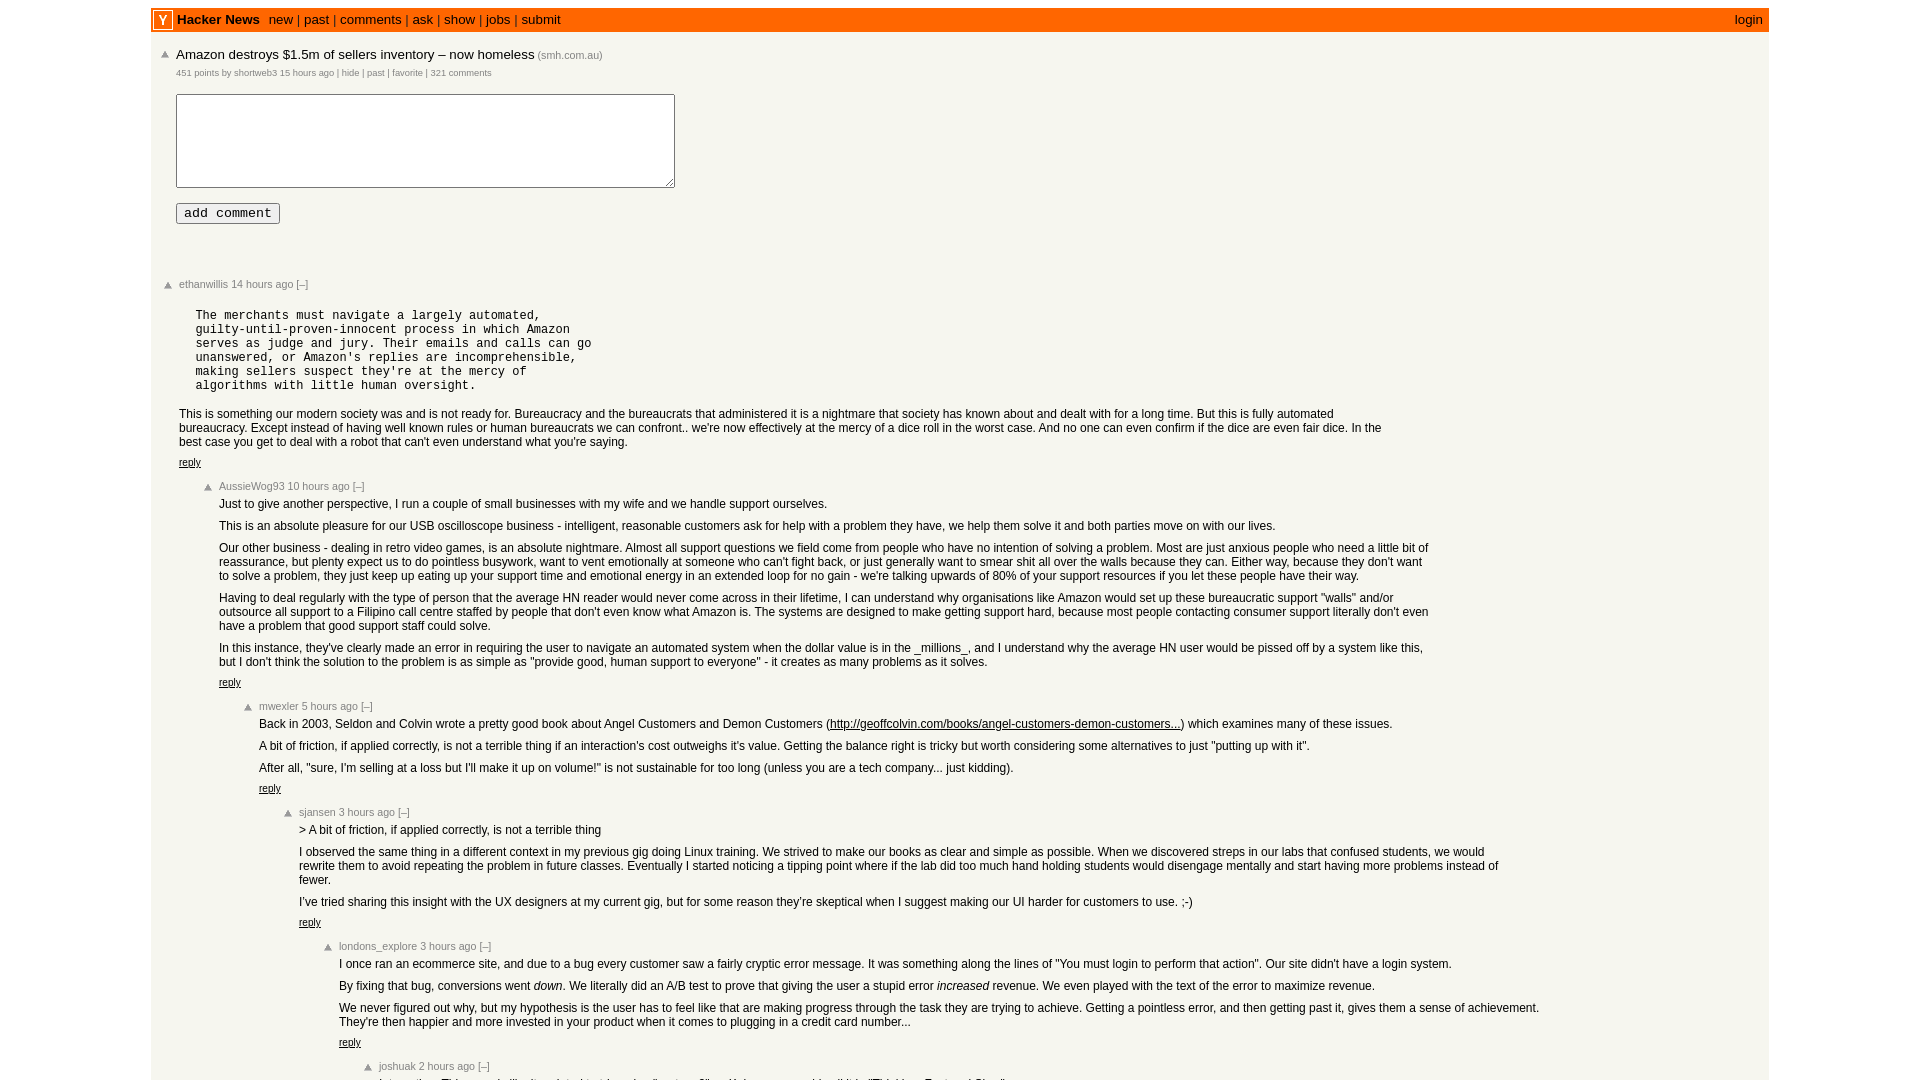 Y Hacker News new | past | comments | ask | show | jobs | submit login
Amazon destroys $1.5m of sellers inventory – now homeless (smh.com.au)
451 points by shortweb3 15 hours ago | hide | past | favorite | 321 comments
add comment
ethanwillis 14 hours ago [–]
The merchants must navigate a largely automated,
guilty-until-proven-innocent process in which Amazon
serves as judge and jury. Their emails and calls can go
unanswered, or Amazon's replies are incomprehensible,
making sellers suspect they're at the mercy of
algorithms with little human oversight.
This is something our modern society was and is not ready for. Bureaucracy and the bureaucrats that administered it is a nightmare that society has known about and dealt with for a long time. But this is fully automated
bureaucracy. Except instead of having well known rules or human bureaucrats we can confront.. we're now effectively at the mercy of a dice roll in the worst case. And no one can even confirm if the dice are even fair dice. In the
best case you get to deal with a robot that can't even understand what you're saying.
reply
AussieWog93 10 hours ago [–]
Just to give another perspective, I run a couple of small businesses with my wife and we handle support ourselves.
This is an absolute pleasure for our USB oscilloscope business - intelligent, reasonable customers ask for help with a problem they have, we help them solve it and both parties move on with our lives.
Our other business - dealing in retro video games, is an absolute nightmare. Almost all support questions we field come from people who have no intention of solving a problem. Most are just anxious people who need a little bit of
reassurance, but plenty expect us to do pointless busywork, want to vent emotionally at someone who can't fight back, or just generally want to smear shit all over the walls because they can. Either way, because they don't want
to solve a problem, they just keep up eating up your support time and emotional energy in an extended loop for no gain - we're talking upwards of 80% of your support resources if you let these people have their way.
Having to deal regularly with the type of person that the average HN reader would never come across in their lifetime, I can understand why organisations like Amazon would set up these bureaucratic support "walls" and/or
outsource all support to a Filipino call centre staffed by people that don't even know what Amazon is. The systems are designed to make getting support hard, because most people contacting consumer support literally don't even
have a problem that good support staff could solve.
In this instance, they've clearly made an error in requiring the user to navigate an automated system when the dollar value is in the _millions_, and I understand why the average HN user would be pissed off by a system like this,
but I don't think the solution to the problem is as simple as "provide good, human support to everyone" - it creates as many problems as it solves.
reply
mwexler 5 hours ago [–]
Back in 2003, Seldon and Colvin wrote a pretty good book about Angel Customers and Demon Customers (http://geoffcolvin.com/books/angel-customers-demon-customers...) which examines many of these issues.
A bit of friction, if applied correctly, is not a terrible thing if an interaction's cost outweighs it's value. Getting the balance right is tricky but worth considering some alternatives to just "putting up with it".
After all, "sure, I'm selling at a loss but I'll make it up on volume!" is not sustainable for too long (unless you are a tech company... just kidding).
reply
sjansen 3 hours ago [–]
> A bit of friction, if applied correctly, is not a terrible thing
I observed the same thing in a different context in my previous gig doing Linux training. We strived to make our books as clear and simple as possible. When we discovered streps in our labs that confused students, we would
rewrite them to avoid repeating the problem in future classes. Eventually I started noticing a tipping point where if the lab did too much hand holding students would disengage mentally and start having more problems instead of
fewer.
I’ve tried sharing this insight with the UX designers at my current gig, but for some reason they’re skeptical when I suggest making our UI harder for customers to use. ;-)
reply
londons_explore 3 hours ago [–]
I once ran an ecommerce site, and due to a bug every customer saw a fairly cryptic error message. It was something along the lines of "You must login to perform that action". Our site didn't have a login system.
By fixing that bug, conversions went down. We literally did an A/B test to prove that giving the user a stupid error increased revenue. We even played with the text of the error to maximize revenue.
We never figured out why, but my hypothesis is the user has to feel like that are making progress through the task they are trying to achieve. Getting a pointless error, and then getting past it, gives them a sense of achievement.
They're then happier and more invested in your product when it comes to plugging in a credit card number...
reply
joshuak 2 hours ago [–]